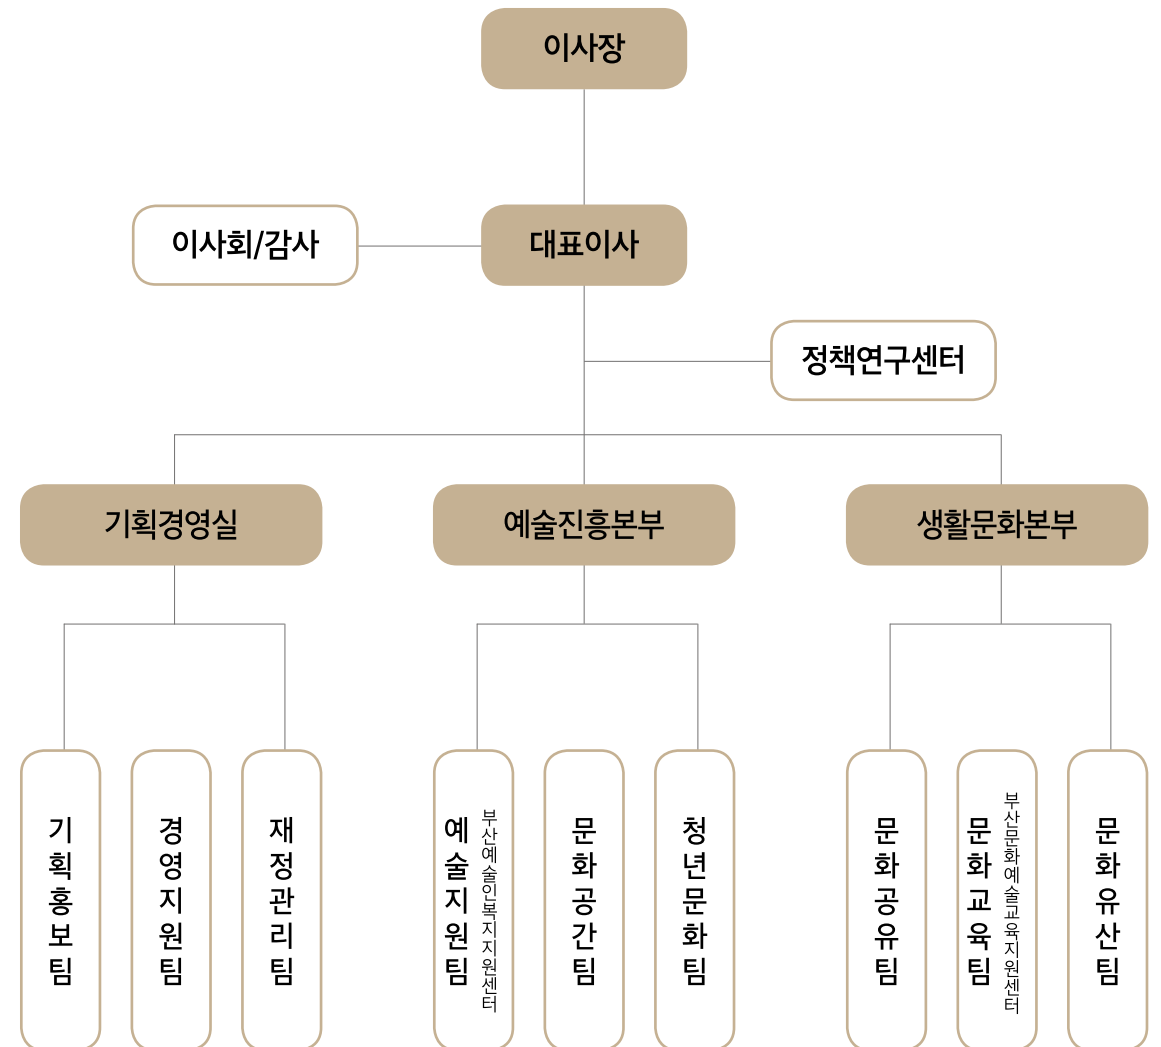 이사장
이사회/감사
대표이사
정책연구센터
기획경영실
예술진흥본부
생활문화본부
기획홍보팀
경영지원팀
재정관리팀
예술지원팀
부산예술인복지지원센터
문화공간팀
청년문화팀
문화공유팀
문화교육팀
부산문화예술교육지원센터
문화유산팀